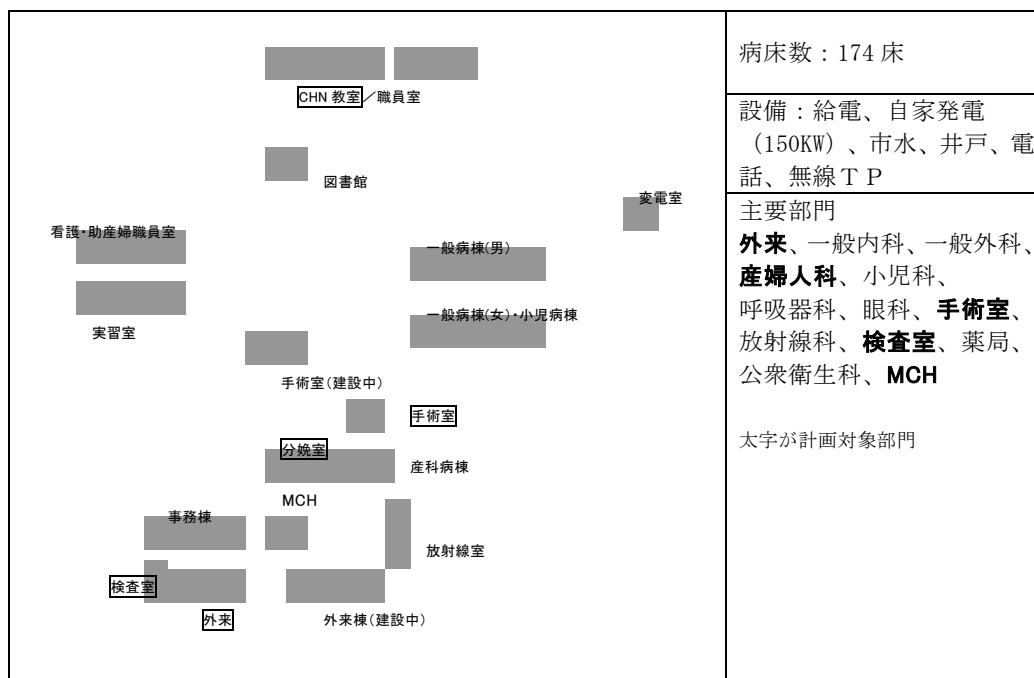 CHN 教室／職員室
図書館
変電室
看護・助産婦職員室
一般病棟(男)
一般病棟(女)・小児病棟
実習室
手術室(建設中)
手術室
分娩室
産科病棟
MCH
事務棟
放射線室
検査室
外来
外来棟(建設中)
病床数：174 床
設備：給電、自家発電
（150KW）、市水、井戸、電
話、無線ＴＰ
主要部門
外来、一般内科、一般外科、
産婦人科、小児科、
呼吸器科、眼科、手術室、
放射線科、検査室、薬局、
公衆衛生科、MCH
太字が計画対象部門